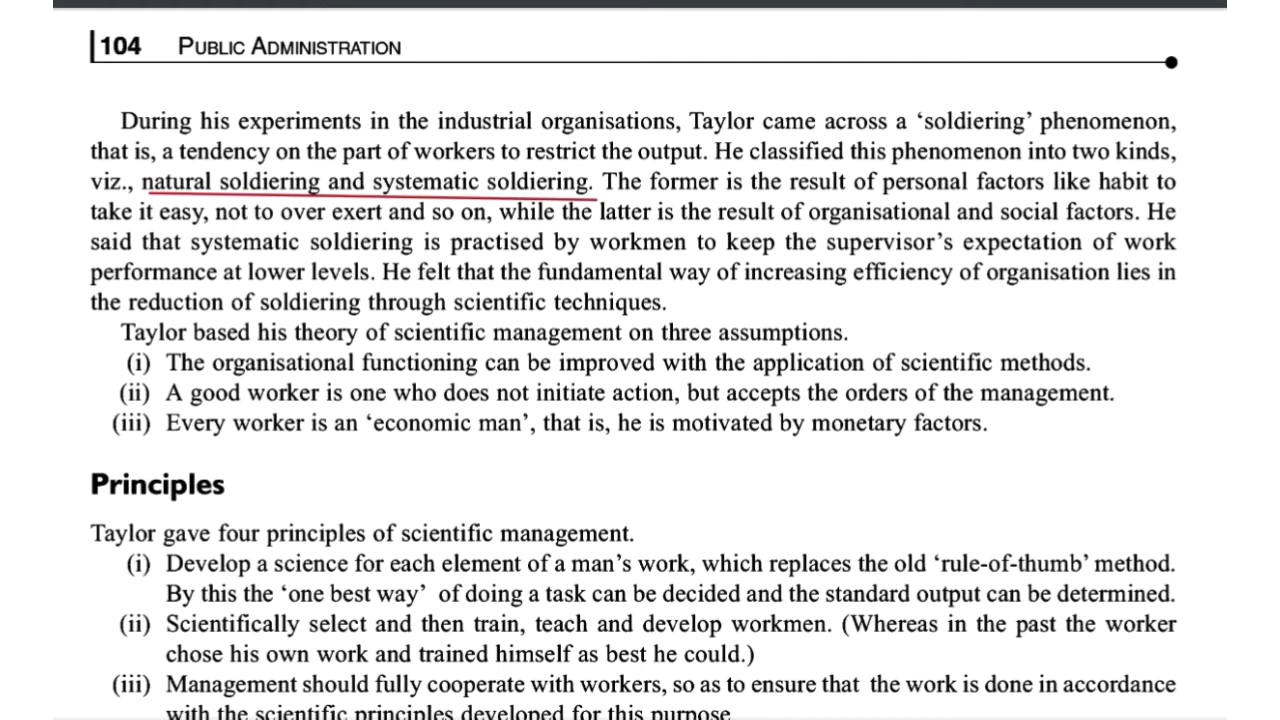 104 PUBLIC ADMINISTRATION
During his experiments in the industrial organisations, Taylor came across a ‘soldiering’ phenomenon,
that is, a tendency on the part of workers to restrict the output. He classified this phenomenon into two kinds,
viz., natural soldiering and systematic soldiering. The former is the result of personal factors like habit to
take it easy, not to over exert and so on, while the latter is the result of organisational and social factors. He
said that systematic soldiering is practised by workmen to keep the supervisor’s expectation of work
performance at lower levels. He felt that the fundamental way of increasing efficiency of organisation lies in
the reduction of soldiering through scientific techniques.
Taylor based his theory of scientific management on three assumptions.
(i) The organisational functioning can be improved with the application of scientific methods.
(ii) A good worker is one who does not initiate action, but accepts the orders of the management.
(iii) Every worker is an ‘economic man’, that is, he is motivated by monetary factors.
Principles
Taylor gave four principles of scientific management.
(i) Develop a science for each element of a man’s work, which replaces the old ‘rule-of-thumb’ method.
By this the ‘one best way’ of doing a task can be decided and the standard output can be determined.
(ii) Scientifically select and then train, teach and develop workmen. (Whereas in the past the worker
chose his own work and trained himself as best he could.)
(iii) Management should fully cooperate with workers, so as to ensure that the work is done in accordance
with the scientific principles developed for this purpose